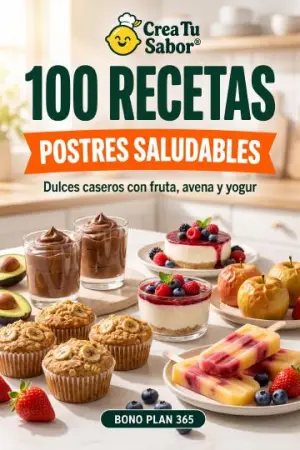 Crea Tu
Sabor®
100 RECETAS
POSTRES SALUDABLES
Dulces caseros con fruta, avena y yogur
BONO PLAN 365